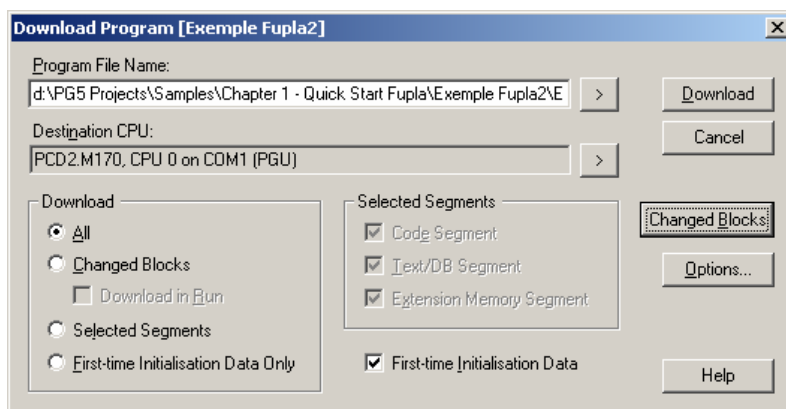 Download Program [Exemple Fupla2]
Program File Name:
d:\PG5 Projects\Samples\Chapter 1 - Quick Start Fupla\Exemple Fupla2\E
>
Download
Destination CPU:
Cancel
PCD2.M170, CPU 0 on COM1 (PGU)
>
Download
All
Changed Blocks
Download in Run
Selected Segments
First-time Initialisation Data Only
Selected Segments
Code Segment
Text/DB Segment
Extension Memory Segment
First-time Initialisation Data
Changed Blocks
Options...
Help